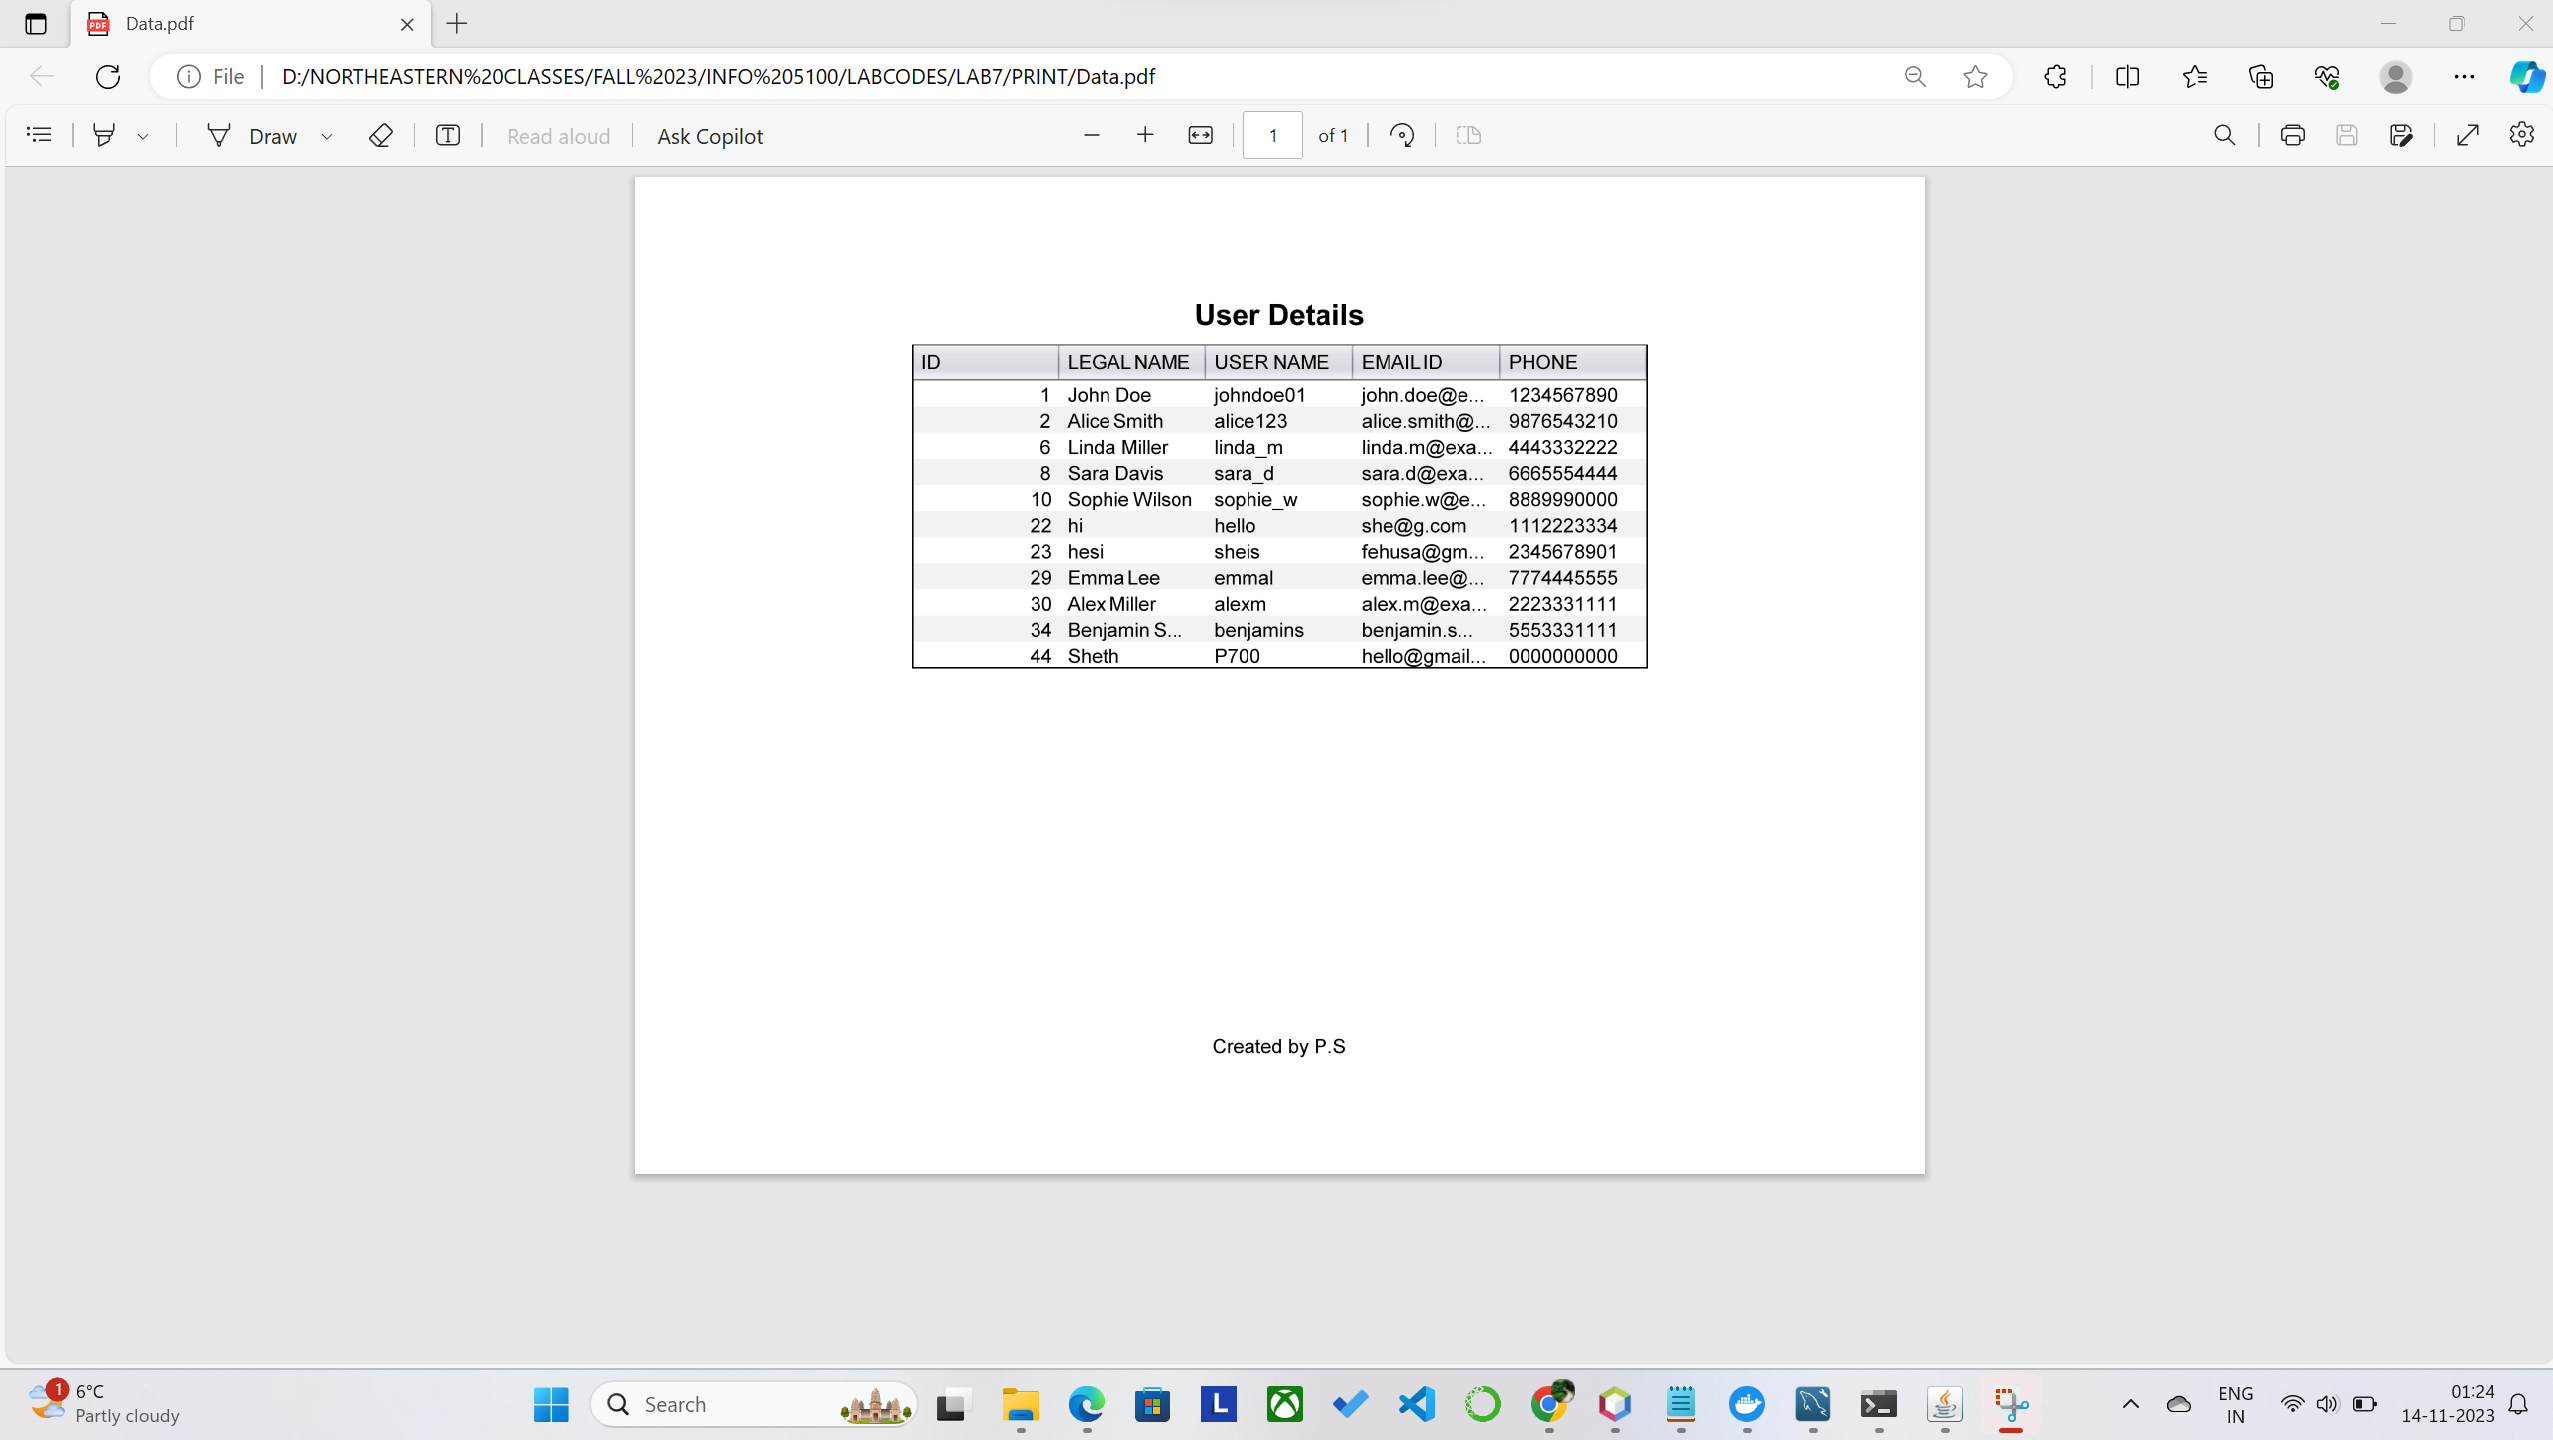 Data.pdf
File D:/NORTHEASTERN%20CLASSES/FALL%2023/INFO%205100/LABCODES/LAB7/PRINT/Data.pdf
Draw Read aloud Ask Copilot 1 of 1
User Details
ID LEGAL NAME USER NAME EMAIL ID PHONE
1 John Doe johndoe01 john.doe@e... 1234567890
2 Alice Smith alice123 alice.smith@... 9876543210
6 Linda Miller linda_m linda.m@exa... 4443332222
8 Sara Davis sara_d sara.d@exa... 6665554444
10 Sophie Wilson sophie_w sophie.w@e... 8889990000
22 hi hello she@g.com 1112223334
23 hesi sheis fehusa@gm... 2345678901
29 Emma Lee emmal emma.lee@... 7774445555
30 Alex Miller alexm alex.m@exa... 2223331111
34 Benjamin S... benjamins benjamin.s... 5553331111
44 Sheth P700 hello@gmail... 0000000000
Created by P.S
1 6°C
Partly cloudy
Search
L
ENG
IN
01:24
14-11-2023